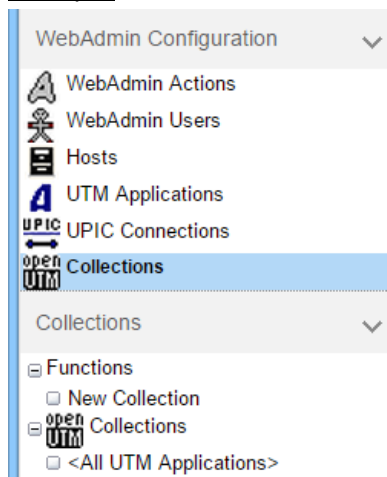 WebAdmin Configuration
WebAdmin Actions
WebAdmin Users
Hosts
UTM Applications
UPIC UPIC Connections
open UTM Collections
Collections
Functions
New Collection
open UTM Collections
<All UTM Applications>